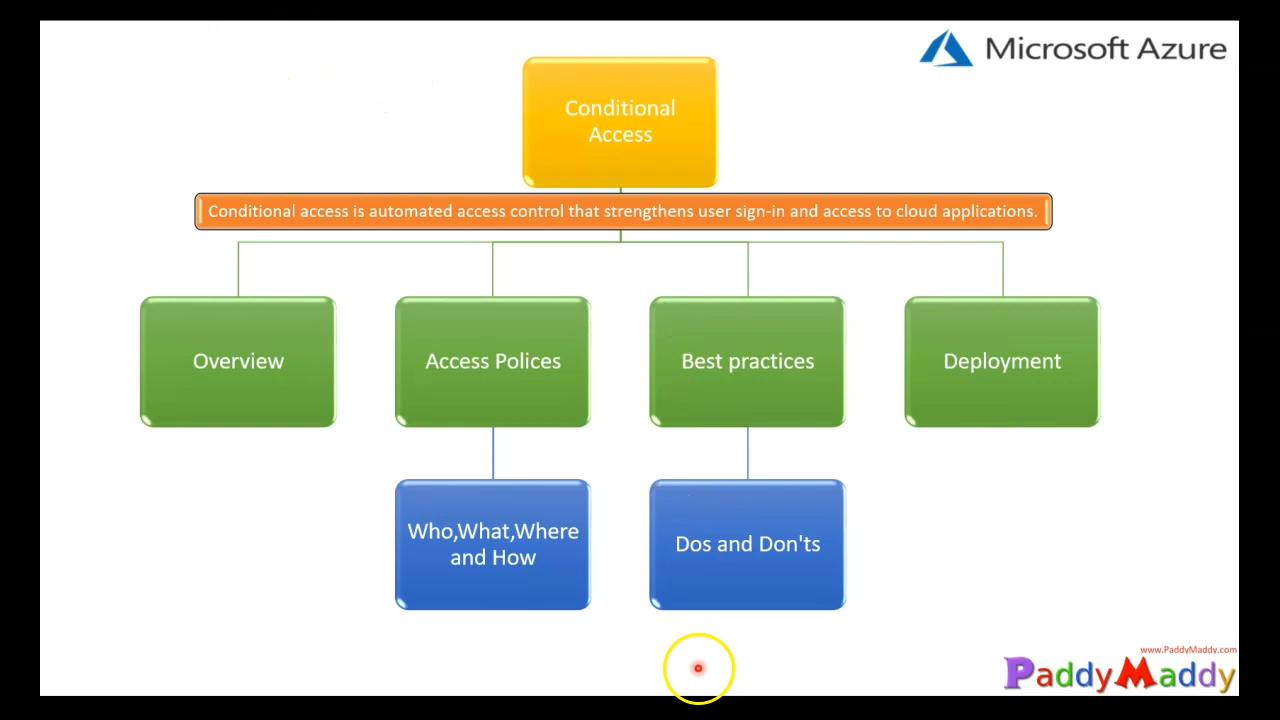 Microsoft Azure
Conditional
Access
Conditional access is automated access control that strengthens user sign-in and access to cloud applications.
Overview
Access Polices
Best practices
Deployment
Who,What,Where
and How
Dos and Don'ts
www.PaddyMaddy.com
PaddyMaddy